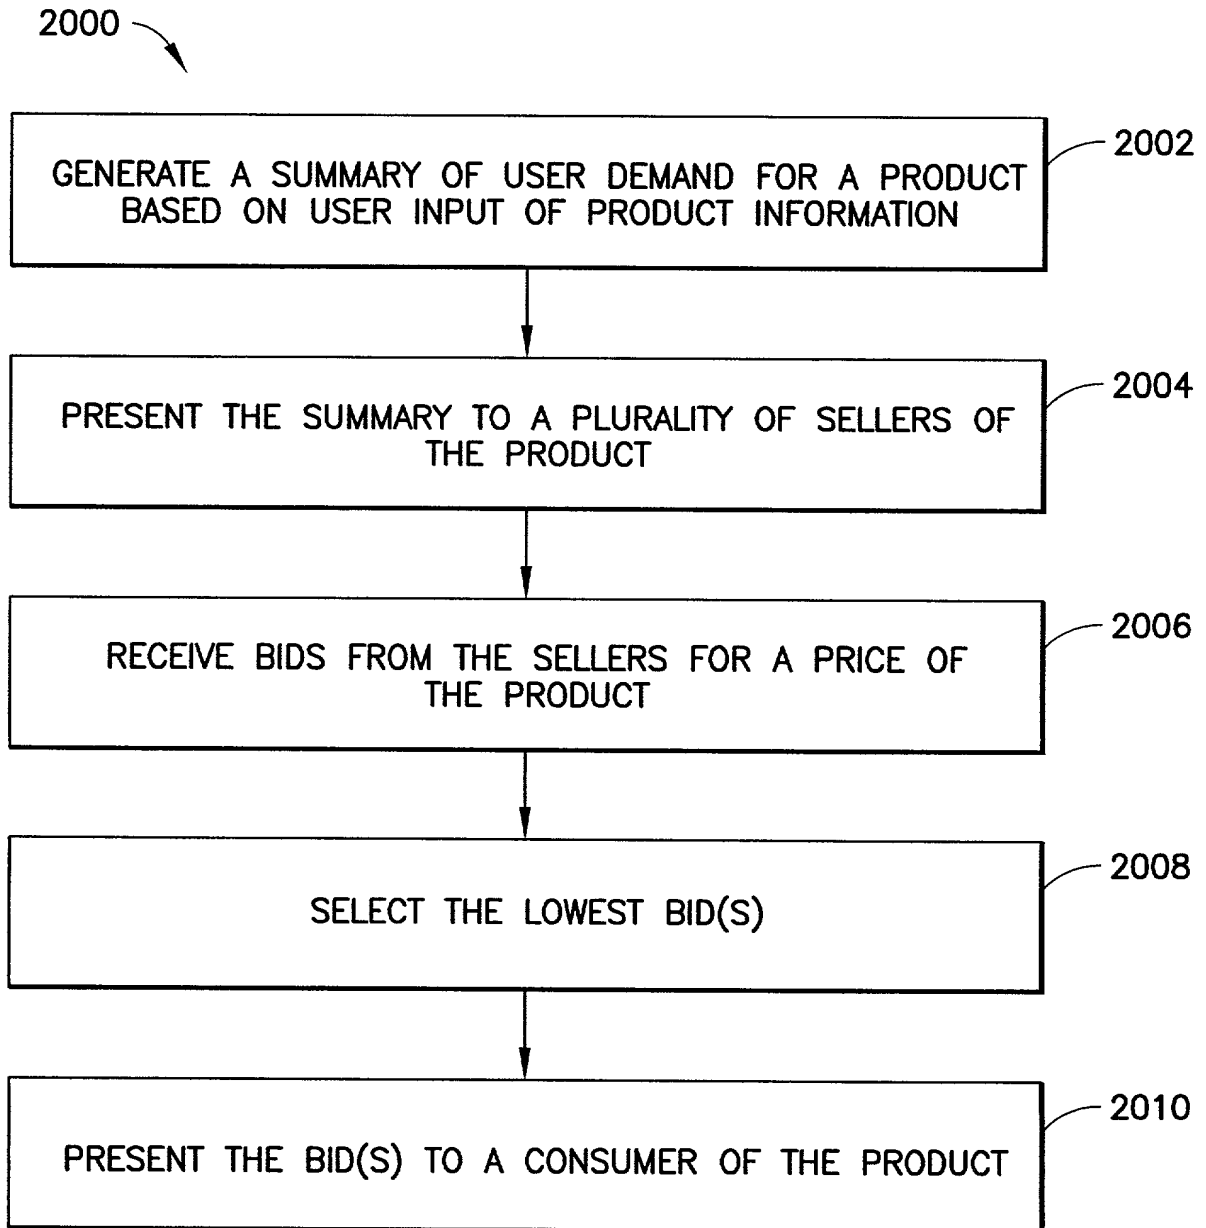 2000
GENERATE A SUMMARY OF USER DEMAND FOR A PRODUCT
BASED ON USER INPUT OF PRODUCT INFORMATION
2002
PRESENT THE SUMMARY TO A PLURALITY OF SELLERS OF
THE PRODUCT
2004
RECEIVE BIDS FROM THE SELLERS FOR A PRICE OF
THE PRODUCT
2006
SELECT THE LOWEST BID(S)
2008
PRESENT THE BID(S) TO A CONSUMER OF THE PRODUCT
2010